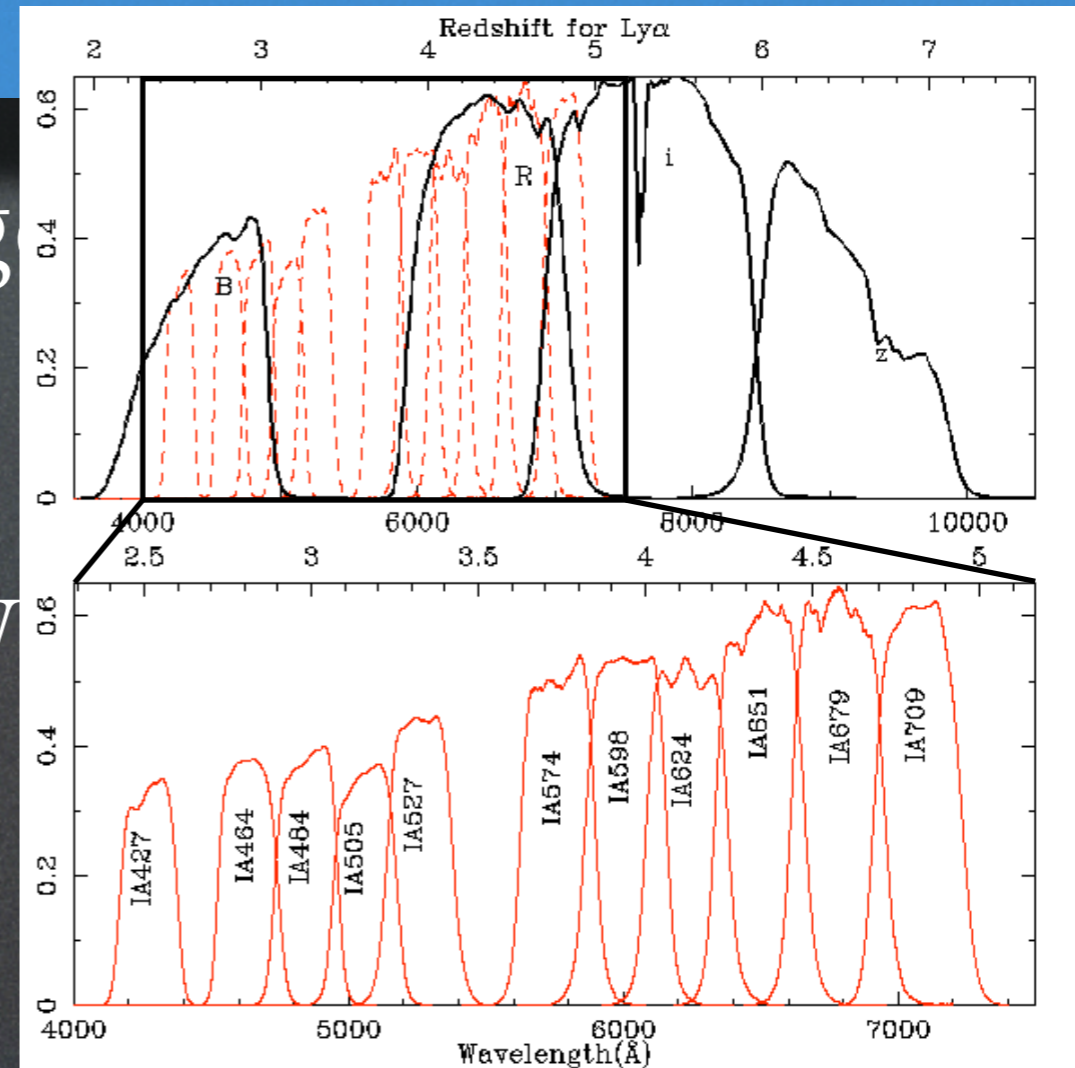 Redshift for Lyα
2 3 4 5 6 7
0.6
0.4
0.2
0
B
R
i
z
4000 6000 8000 10000
2.5 3 3.5 4 4.5 5
0.6
0.4
0.2
0
IA427
IA464
IA484
IA505
IA527
IA574
IA598
IA624
IA651
IA679
IA709
4000 5000 6000 7000
Wavelength(Å)